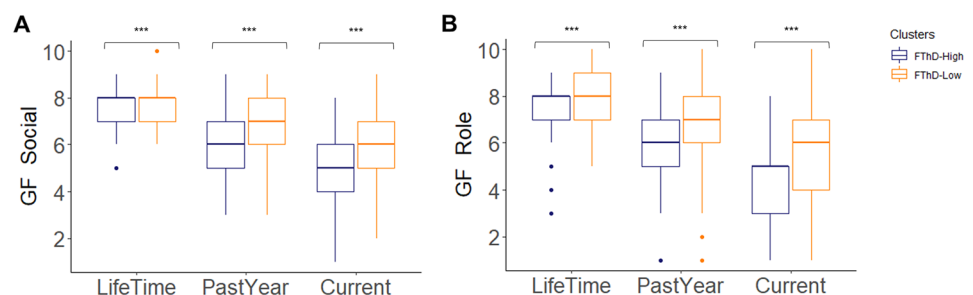 A
***
***
***
10
8
6
4
2
GF Social
LifeTime
PastYear
Current
B
***
***
***
10
8
6
4
2
GF Role
LifeTime
PastYear
Current
Clusters
FThD-High
FThD-Low